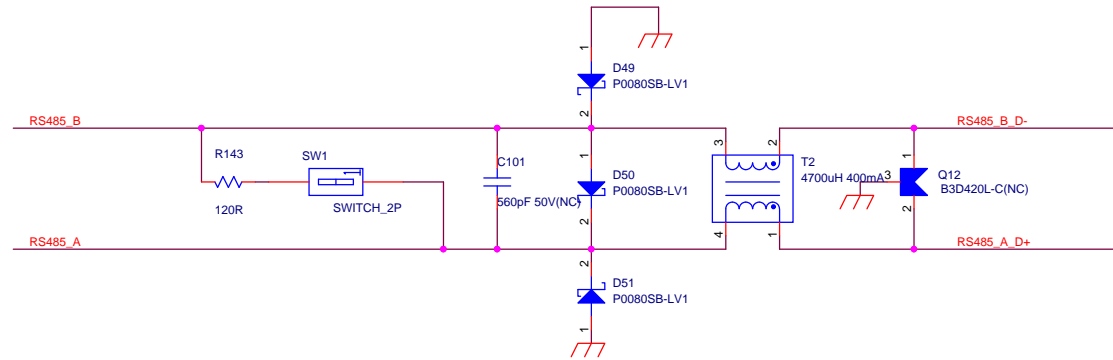 1
D49
P0080SB-LV1
2
RS485_B
RS485_B_D-
R143
SW1
C101
1
3
2
1
120R
SWITCH_2P
560pF 50V(NC)
D50
P0080SB-LV1
T2
4700uH 400mA
3
Q12
B3D420L-C(NC)
2
2
4
1
RS485_A
RS485_A_D+
2
D51
P0080SB-LV1
1